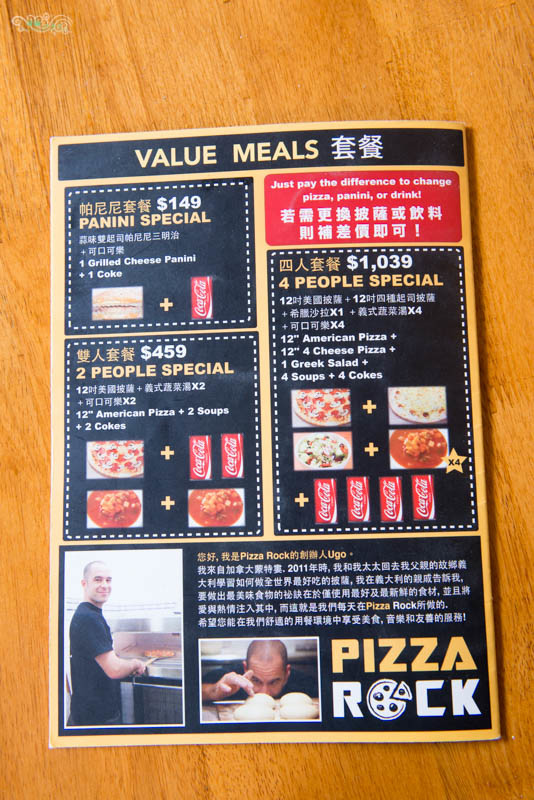 VALUE MEALS 套餐
帕尼尼套餐 $149
PANINI SPECIAL
蒜味雙起司帕尼尼三明治
+可口可樂
1 Grilled Cheese Panini
+ 1 Coke
+
Coca-Cola
雙人套餐 $459
2 PEOPLE SPECIAL
12吋美國披薩+義式蔬菜湯X2
+可口可樂X2
12" American Pizza + 2 Soups
+ 2 Cokes
+
Coca-Cola
Coca-Cola
+
Just pay the difference to change
pizza, panini, or drink!
若需更換披薩或飲料
則補差價即可！
四人套餐 $1,039
4 PEOPLE SPECIAL
12吋美國披薩+12吋四種起司披薩
+希臘沙拉X1 +義式蔬菜湯X4
+可口可樂X4
12" American Pizza +
12" 4 Cheese Pizza +
1 Greek Salad +
4 Soups + 4 Cokes
+
+
X4
+
Coca-Cola
Coca-Cola
Coca-Cola
Coca-Cola
您好, 我是Pizza Rock的創辦人Ugo。
我來自加拿大蒙特婁. 2011年時, 我和我太太回去我父親的故鄉義
大利學習如何做全世界最好吃的披薩, 我在義大利的親戚告訴我,
要做出最美味食物的祕訣在於僅使用最好及最新鮮的食材, 並且將
愛與熱情注入其中, 而這就是我們每天在Pizza Rock所做的.
希望您能在我們舒適的用餐環境中享受美食, 音樂和友善的服務!
PIZZA
ROCK